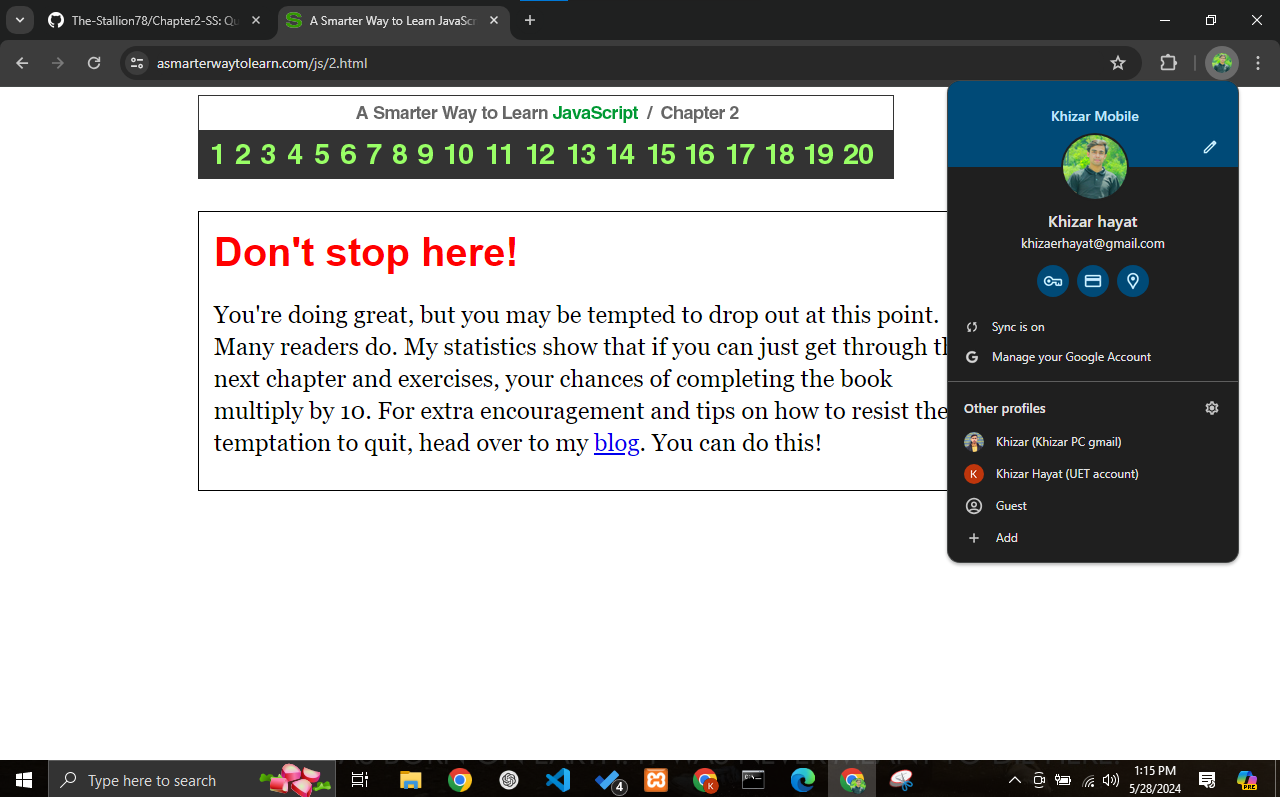 The-Stallion78/Chapter2-SS: Qu
A Smarter Way to Learn JavaScr
asmarterwaytolearn.com/js/2.html
A Smarter Way to Learn JavaScript / Chapter 2
1 2 3 4 5 6 7 8 9 10 11 12 13 14 15 16 17 18 19 20
Don't stop here!
You're doing great, but you may be tempted to drop out at this point.
Many readers do. My statistics show that if you can just get through th
next chapter and exercises, your chances of completing the book
multiply by 10. For extra encouragement and tips on how to resist the
temptation to quit, head over to my blog. You can do this!
Khizar Mobile
Khizar hayat
khizaerhayat@gmail.com
Sync is on
Manage your Google Account
Other profiles
Khizar (Khizar PC gmail)
K
Khizar Hayat (UET account)
Guest
Add
Type here to search
4
K
1:15 PM
5/28/2024
PRE